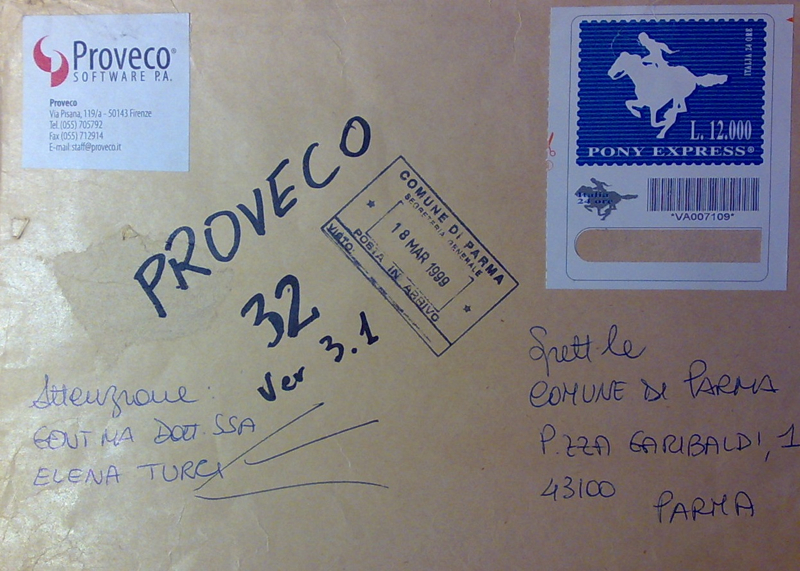 Proveco®
SOFTWARE P.A.
Proveco
Via Pisana, 119/a - 50143 Firenze
Tel. (055) 705792
Fax (055) 712914
E-mail: staff@proveco.it
ITALIA 24 ORE
L. 12.000
PONY EXPRESS®
Italia
24 ore
*VA007109*
PROVECO
32
Ver 3.1
COMUNE DI PARMA
SEGRETERIA GENERALE
18 MAR 1999
POSTA IN ARRIVO
VISTO:
Attenzione:
GENT.MA DOTT.SSA
ELENA TURCI
Spett.le
COMUNE DI PARMA
P.ZZA GARIBALDI, 1
43100
PARMA